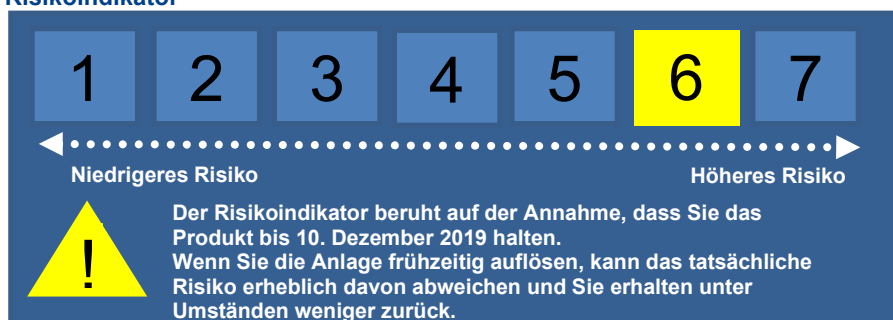 Risikoindikator
1 2 3 4 5 6 7
Niedrigeres Risiko Höheres Risiko
! Der Risikoindikator beruht auf der Annahme, dass Sie das
Produkt bis 10. Dezember 2019 halten.
Wenn Sie die Anlage frühzeitig auflösen, kann das tatsächliche
Risiko erheblich davon abweichen und Sie erhalten unter
Umständen weniger zurück.